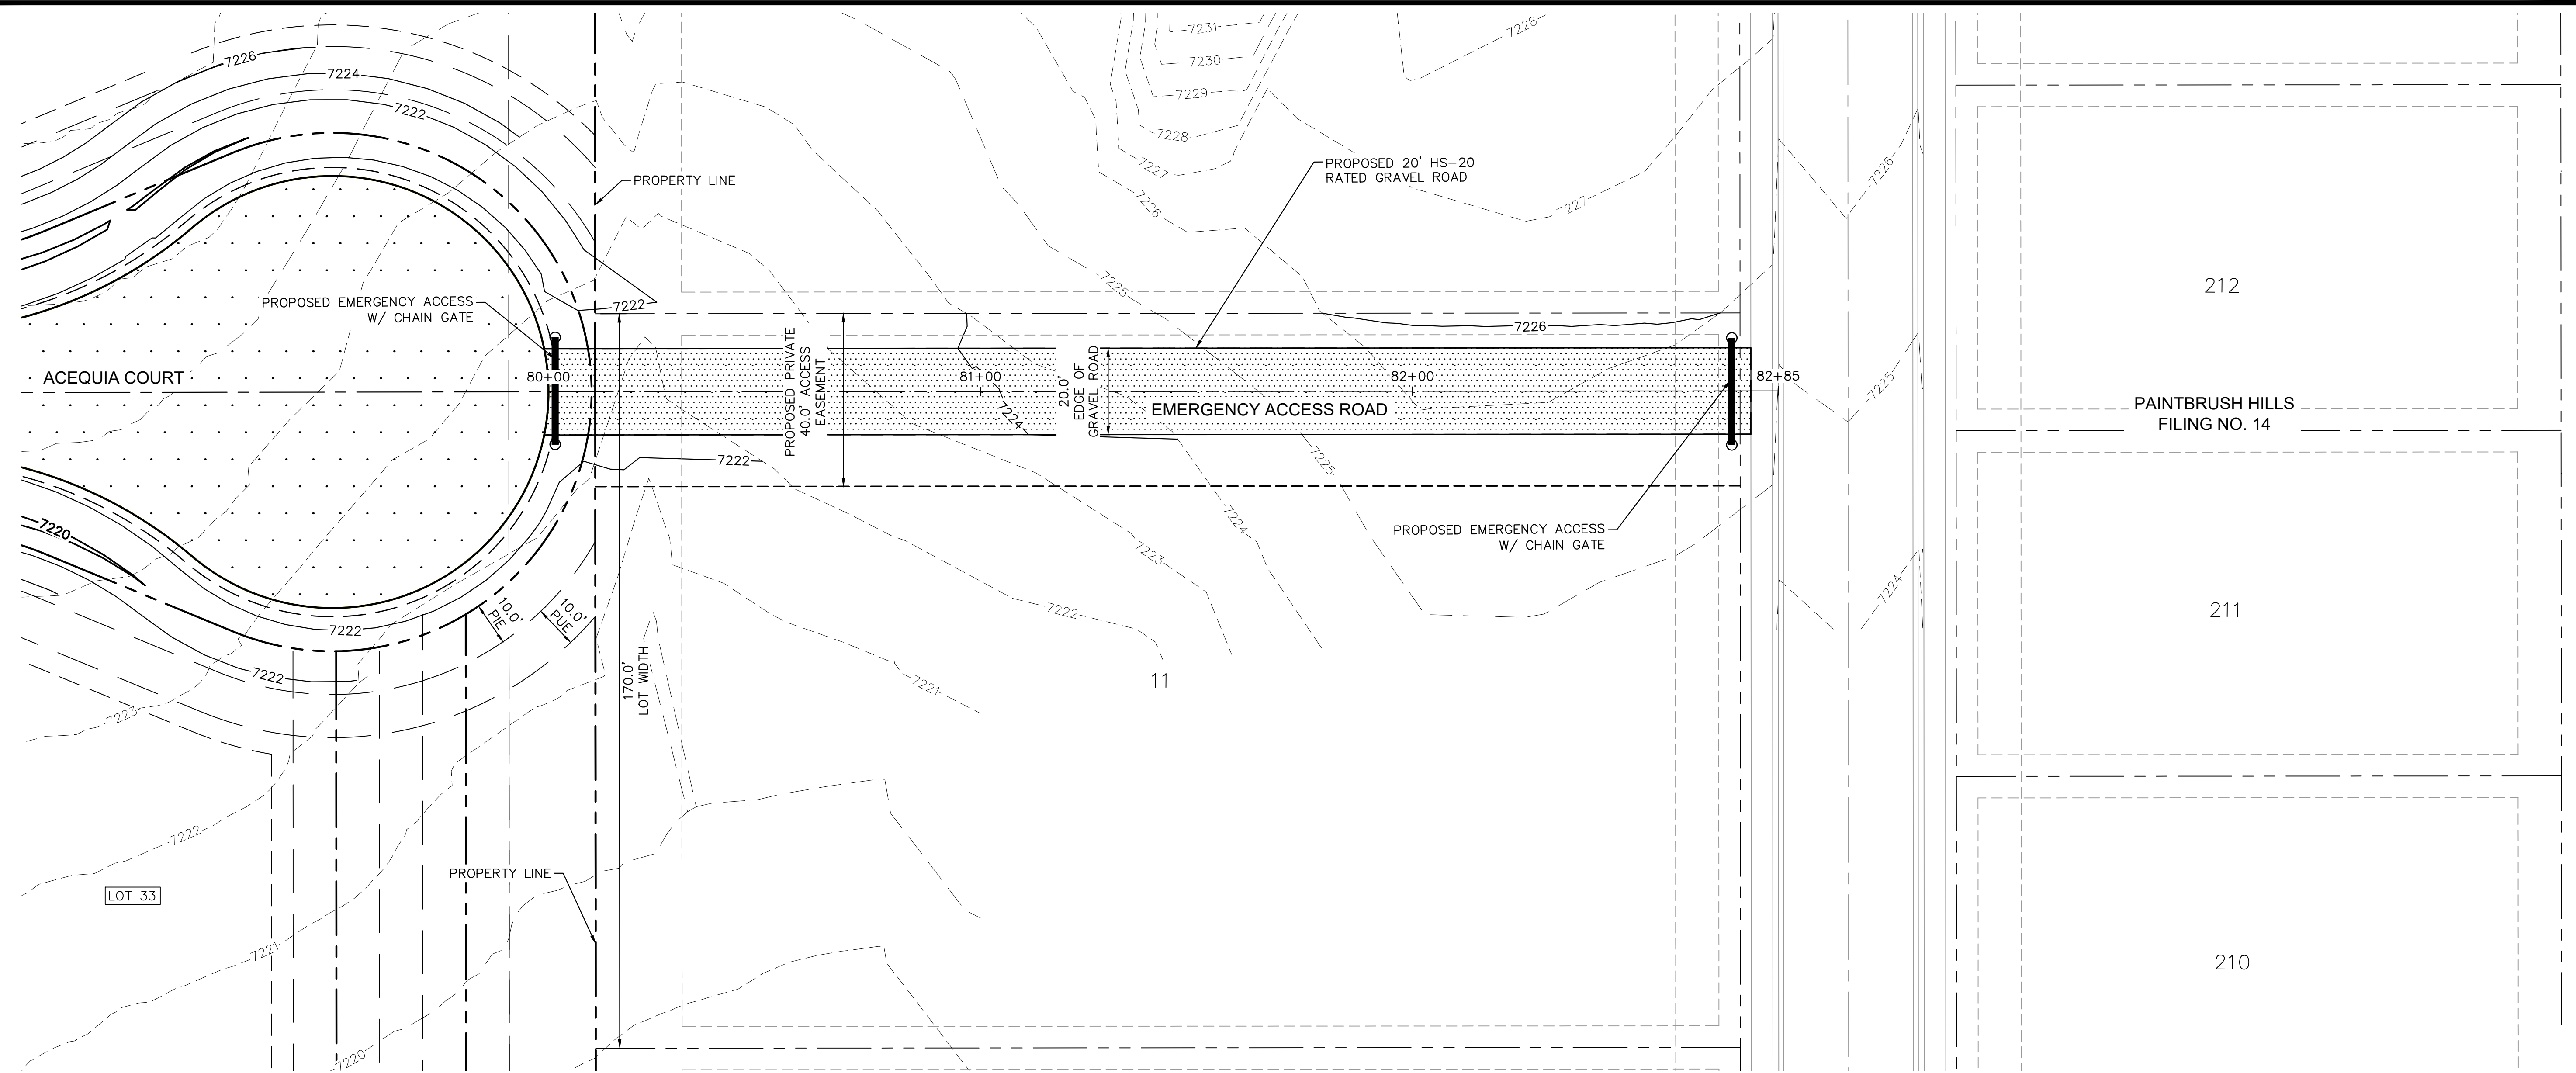 7226
7224
7222
7231
7230
7229
7228
7227
7226
7228
7227
7226
PROPERTY LINE
PROPOSED 20' HS-20
RATED GRAVEL ROAD
7225
212
PROPOSED EMERGENCY ACCESS
W/ CHAIN GATE
7222
7226
ACEQUIA COURT
80+00
PROPOSED PRIVATE
40.0' ACCESS
EASEMENT
81+00
7224
20.0'
EDGE OF
GRAVEL ROAD
EMERGENCY ACCESS ROAD
82+00
82+85
7225
PAINTBRUSH HILLS
FILING NO. 14
7222
7225
7224
7223
7222
PROPOSED EMERGENCY ACCESS
W/ CHAIN GATE
7220
7222
10.0'
PIE
10.0'
PUE
7224
211
7222
170.0'
LOT WIDTH
7221
11
7223
7222
PROPERTY LINE
LOT 33
7221
7220
210